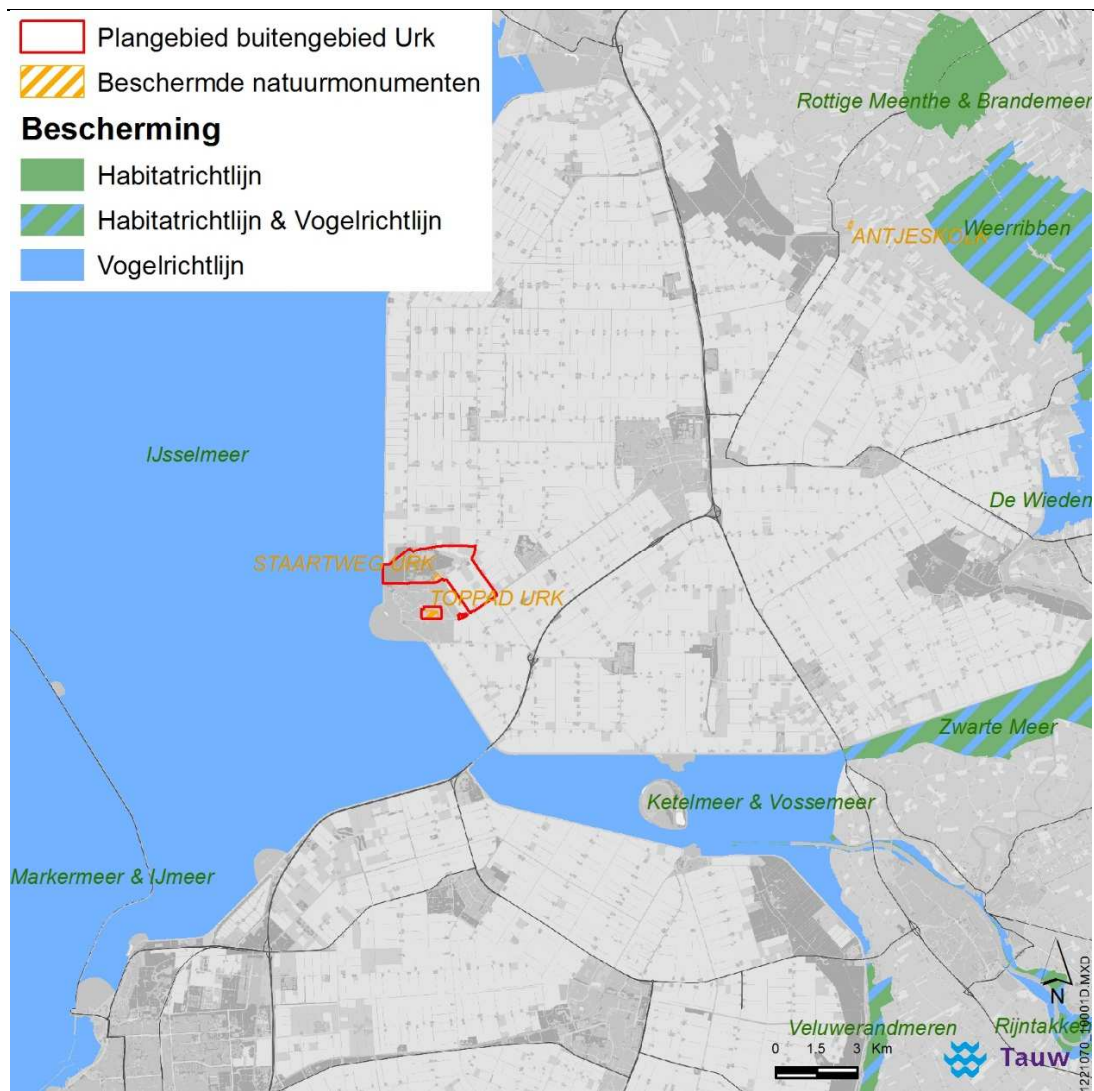 Plangebied buitengebied Urk
Beschermde natuurmonumenten
Bescherming
Habitatrichtlijn
Habitatrichtlijn & Vogelrichtlijn
Vogelrichtlijn
Rottige Meenthe & Brandemeer
ANTJESKOLK
Weerribben
IJsselmeer
De Wieden
STAARTWEG URK
TOPPAD URK
Zwarte Meer
Ketelmeer & Vossemeer
Markermeer & IJmeer
Veluwerandmeren
Rijntakken
N
0 1.5 3 Km
Tauw